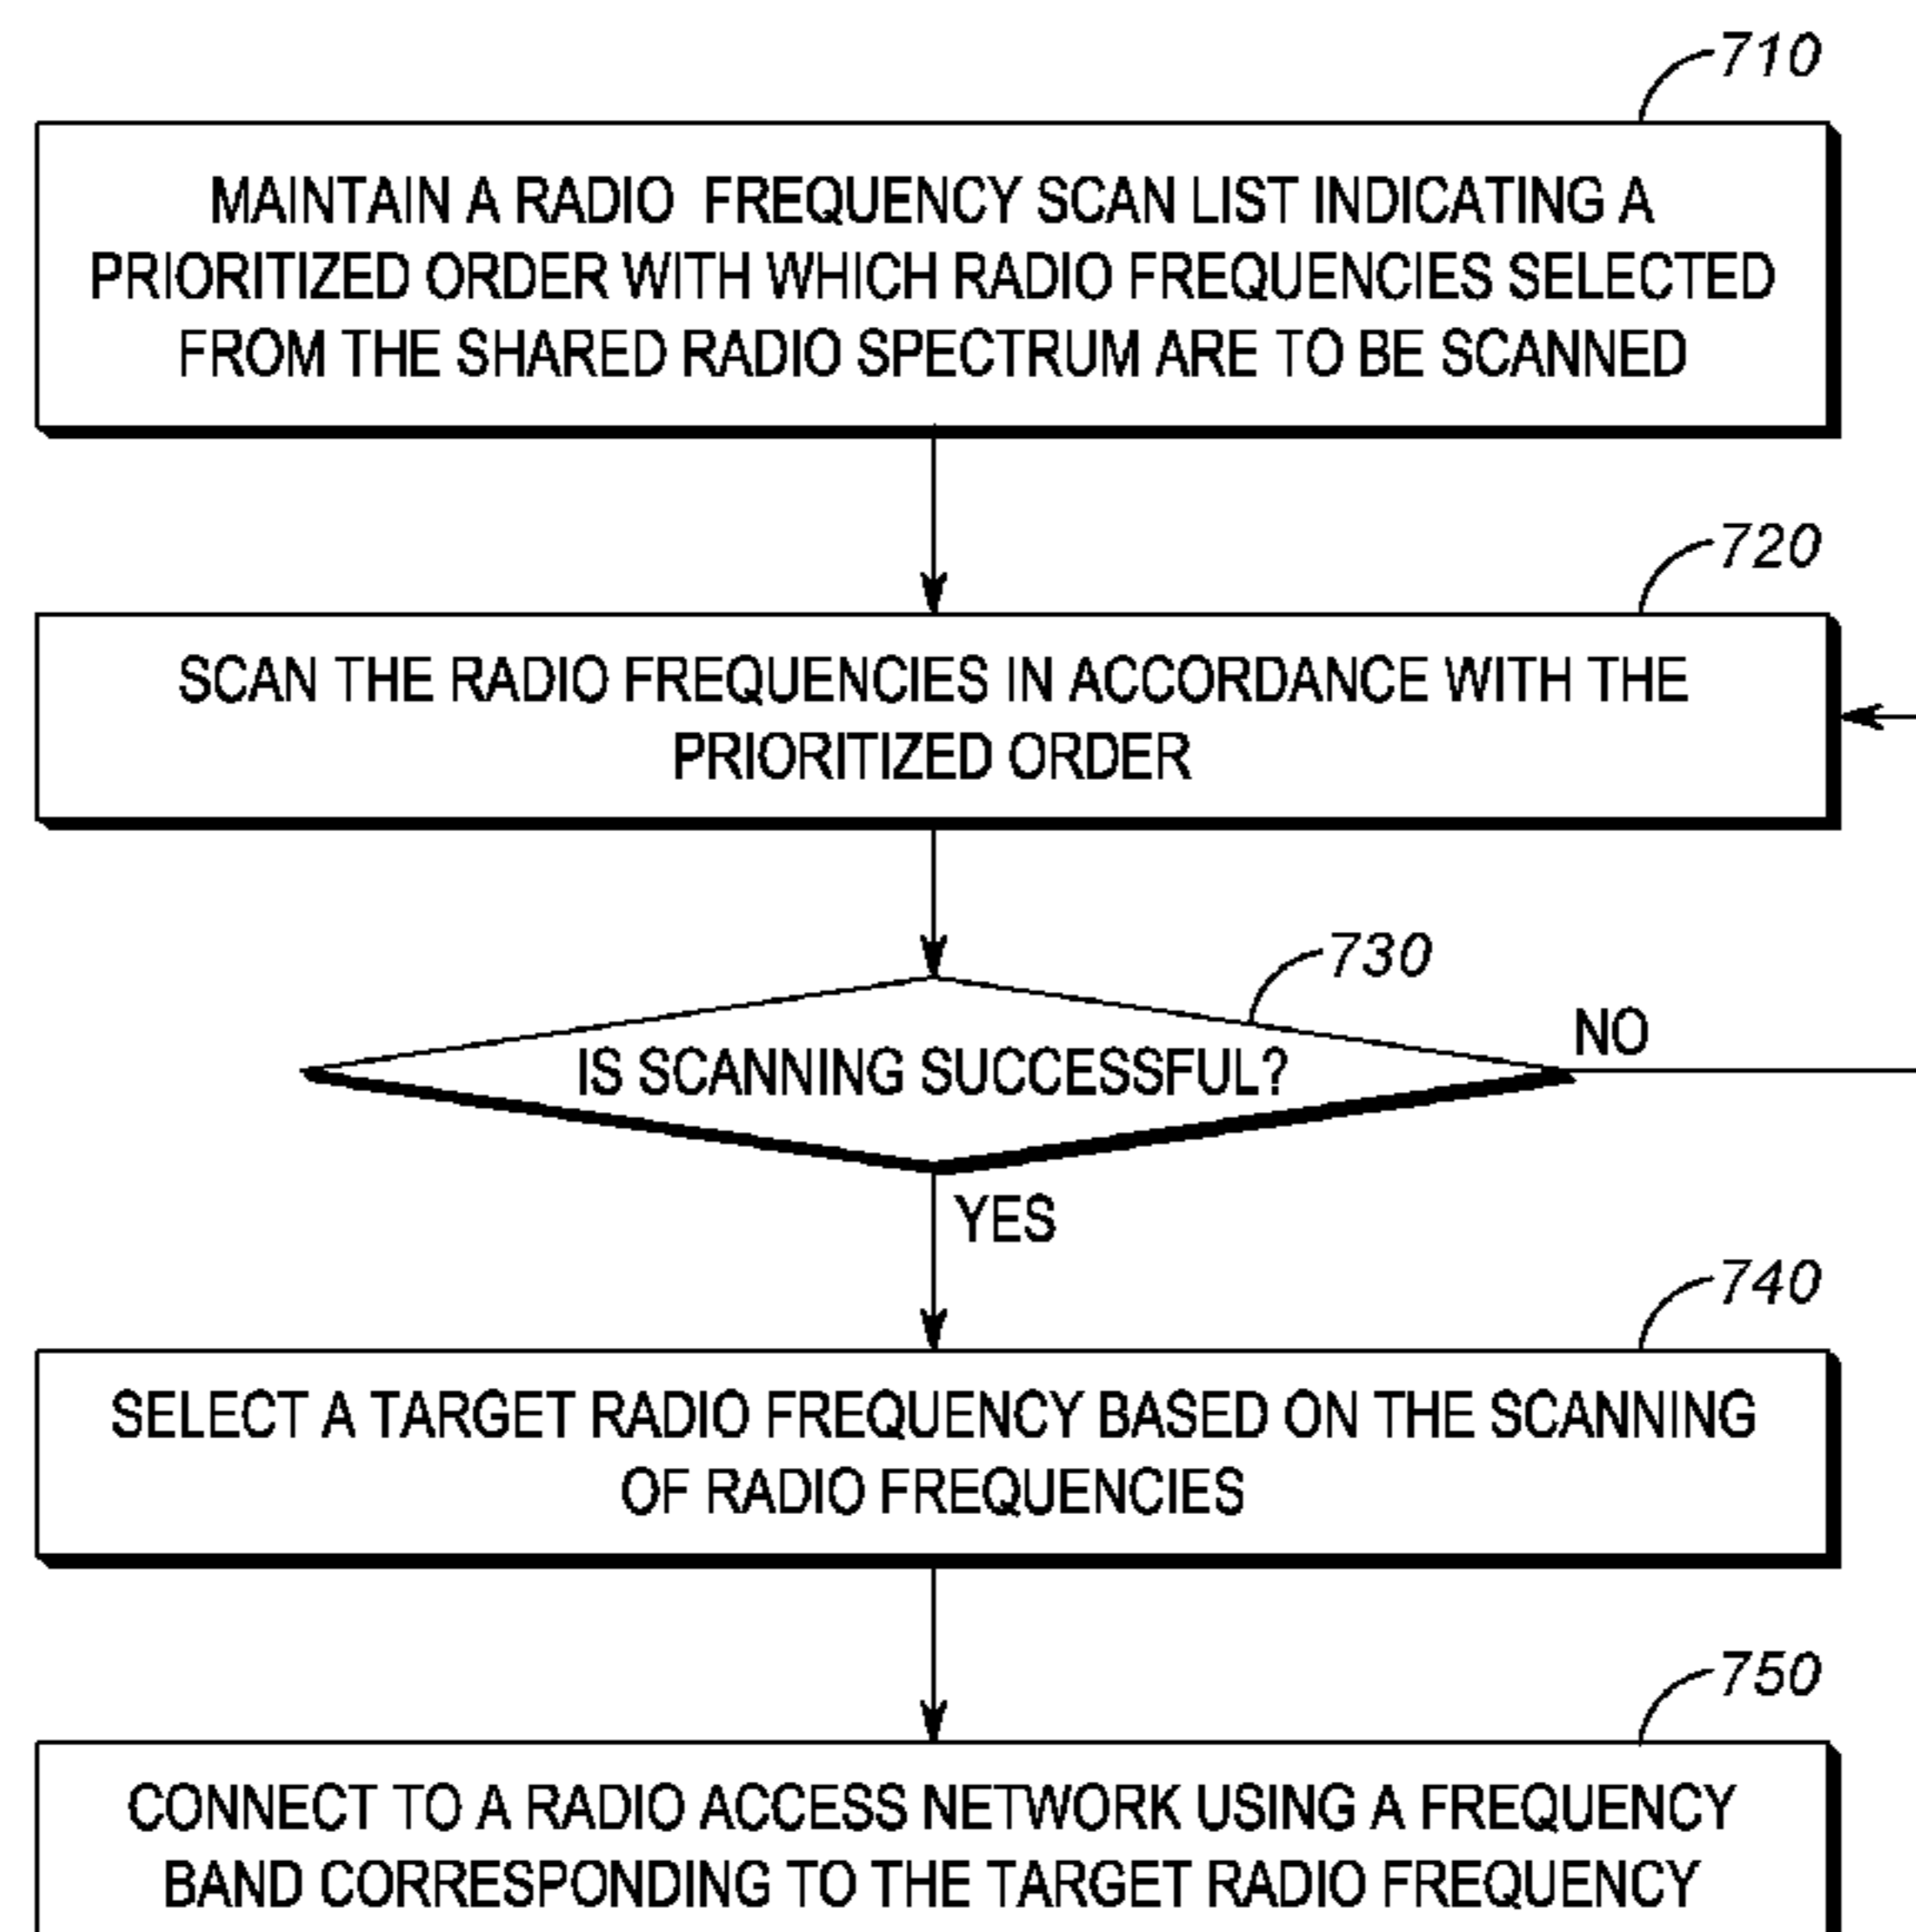 710
MAINTAIN A RADIO FREQUENCY SCAN LIST INDICATING A
PRIORITIZED ORDER WITH WHICH RADIO FREQUENCIES SELECTED
FROM THE SHARED RADIO SPECTRUM ARE TO BE SCANNED
720
SCAN THE RADIO FREQUENCIES IN ACCORDANCE WITH THE
PRIORITIZED ORDER
730
IS SCANNING SUCCESSFUL?
NO
YES
740
SELECT A TARGET RADIO FREQUENCY BASED ON THE SCANNING
OF RADIO FREQUENCIES
750
CONNECT TO A RADIO ACCESS NETWORK USING A FREQUENCY
BAND CORRESPONDING TO THE TARGET RADIO FREQUENCY